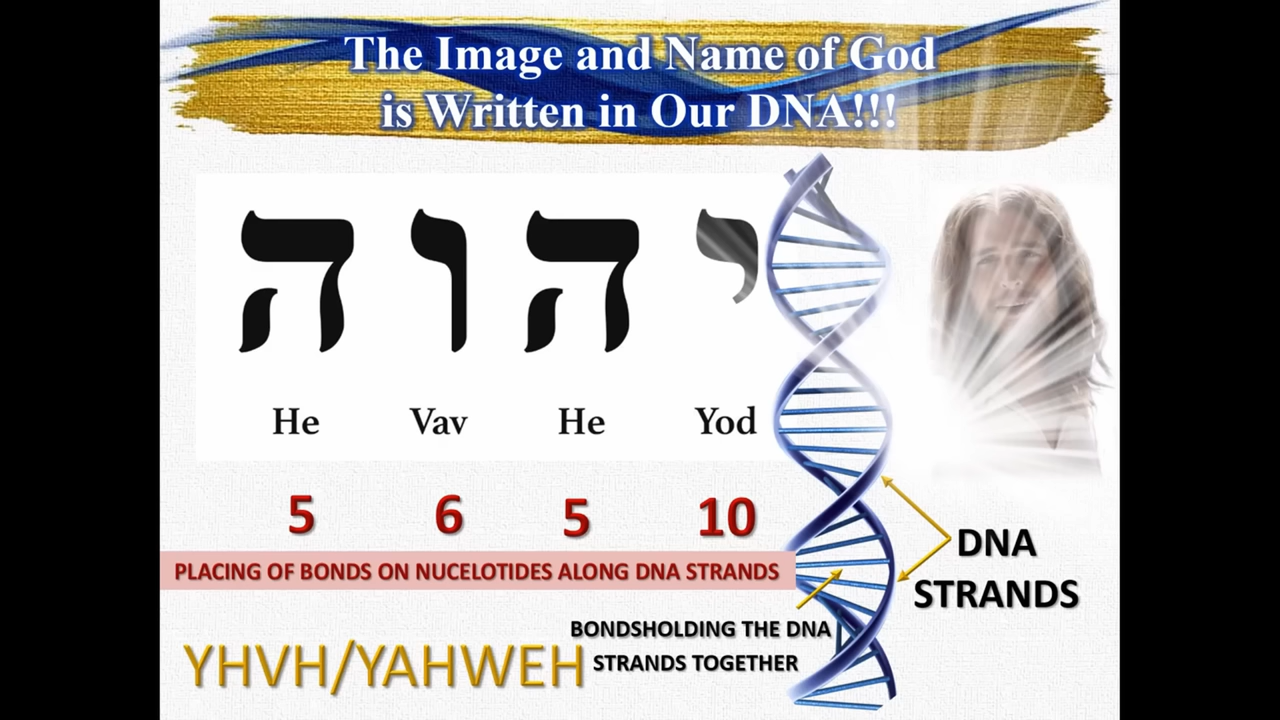 The Image and Name of God
is Written in Our DNA!!!
יהוה
He Vav He Yod
5 6 5 10
PLACING OF BONDS ON NUCELOTIDES ALONG DNA STRANDS
DNA
STRANDS
BONDSHOLDING THE DNA
STRANDS TOGETHER
YHVH/YAHWEH